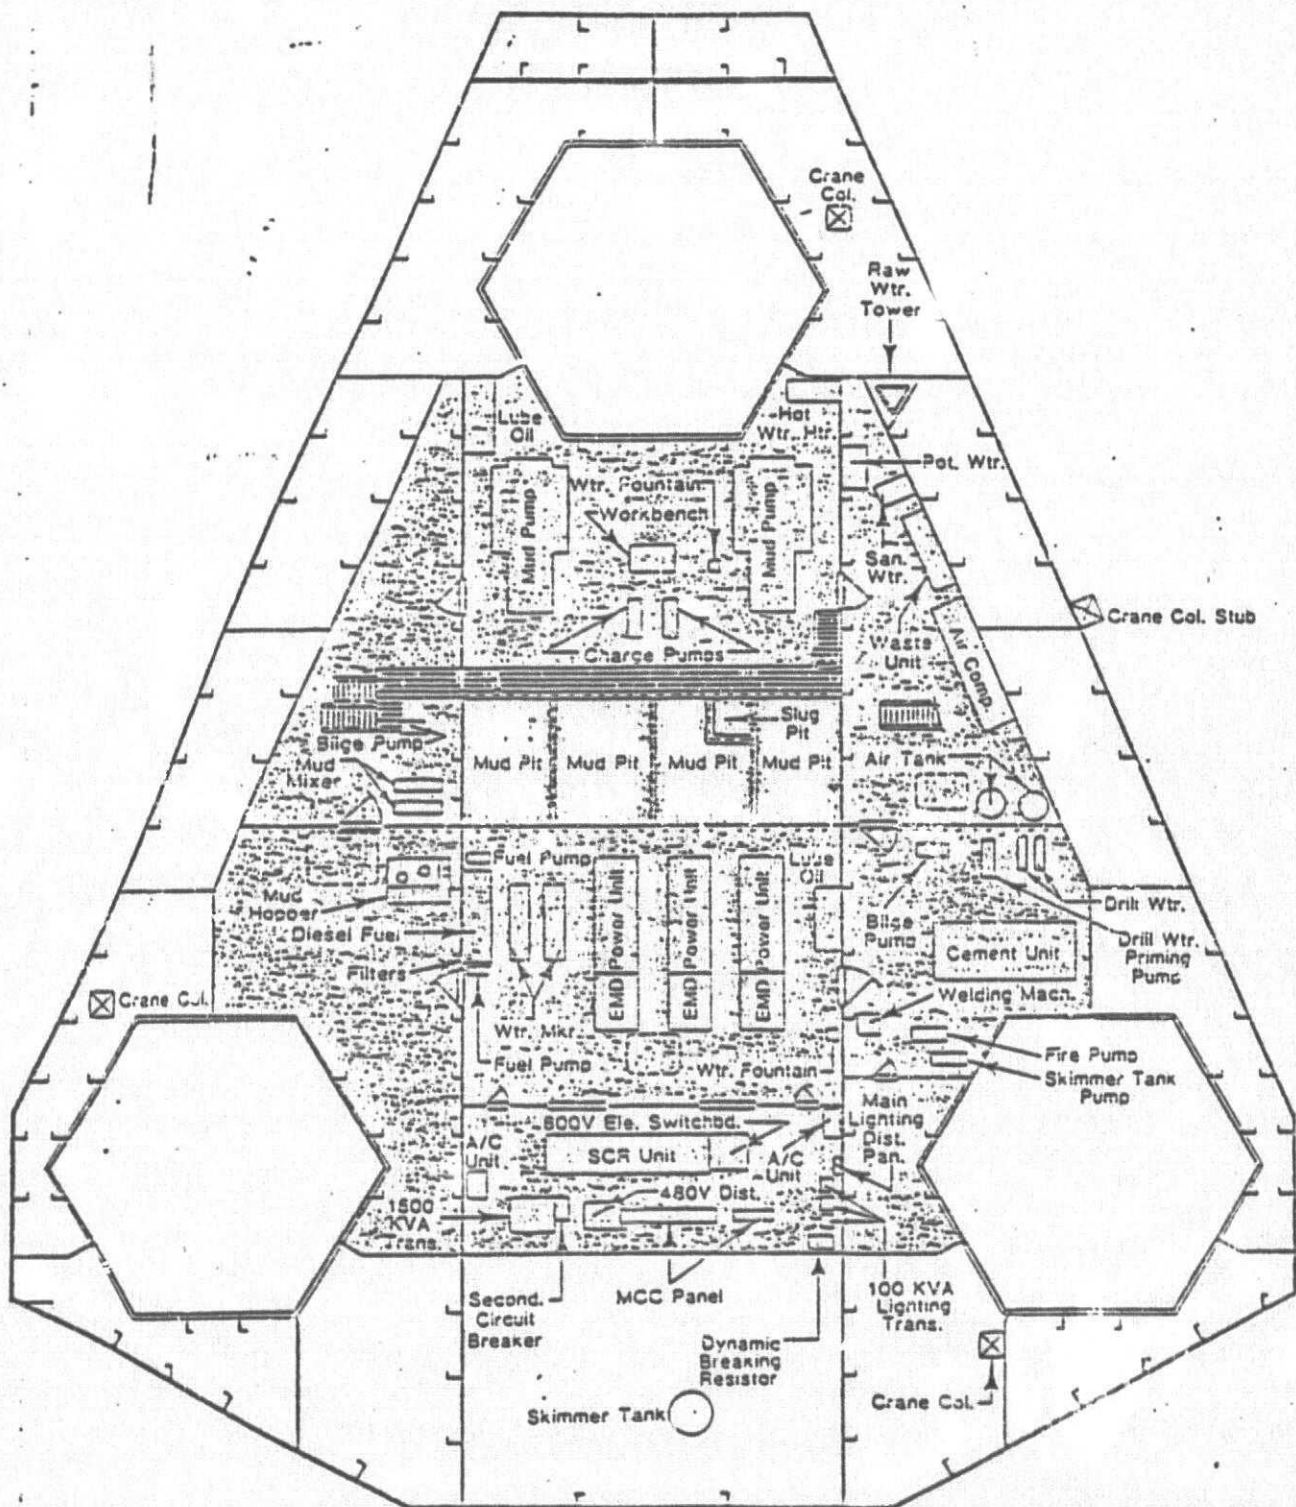 Crane
Col.
Raw
Wtr.
Tower
Lube
Oil
Hot
Wtr. Htr.
Pot. Wtr.
Wtr. Fountain
Workbench
Mud Pump
Mud Pump
San.
Wtr.
Crane Col. Stub
Charge Pumps
Waste
Unit
Air Comp.
Slug
Pit
Bilge Pump
Mud Pit
Mud Pit
Mud Pit
Mud Pit
Mud
Mixer
Air Tank
Fuel Pump
Lube
Oil
EMD Power Unit
EMD Power Unit
EMD Power Unit
Mud
Hopper
Drill Wtr.
Diesel Fuel
Bilge
Pump
Drill Wtr.
Priming
Pump
Cement Unit
Filters
Crane Col.
Welding Mach.
Wtr. Mkr.
Fire Pump
Fuel Pump
Wtr. Fountain
Skimmer Tank
Pump
Main
Lighting
Dist.
Pan.
600V Ele. Switchbd.
A/C
Unit
SCR Unit
A/C
Unit
480V Dist.
1500
KVA
Trans.
Second.
Circuit
Breaker
MCC Panel
100 KVA
Lighting
Trans.
Dynamic
Breaking
Resistor
Crane Col.
Skimmer Tank